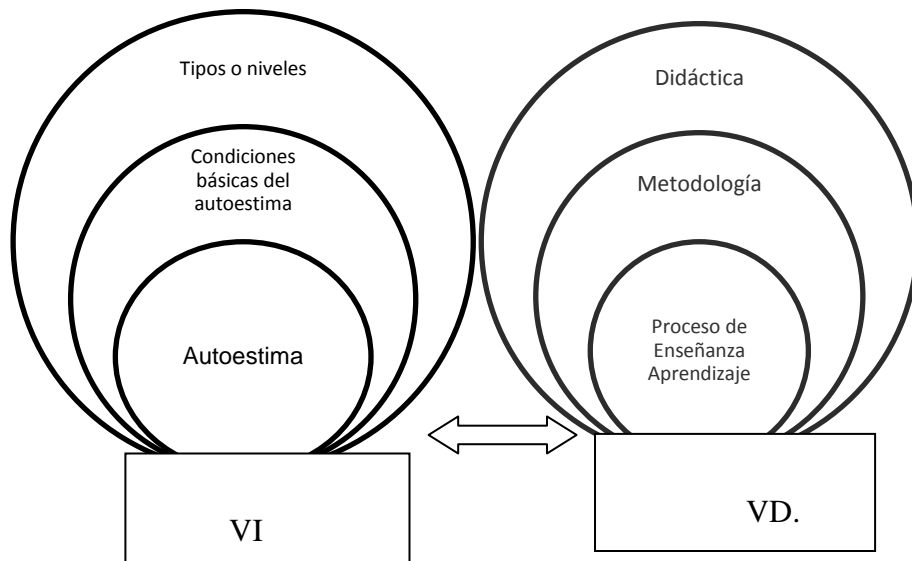 Tipos o niveles
Condiciones
básicas del
autoestima
Autoestima
VI
Didáctica
Metodología
Proceso de
Enseñanza
Aprendizaje
VD.